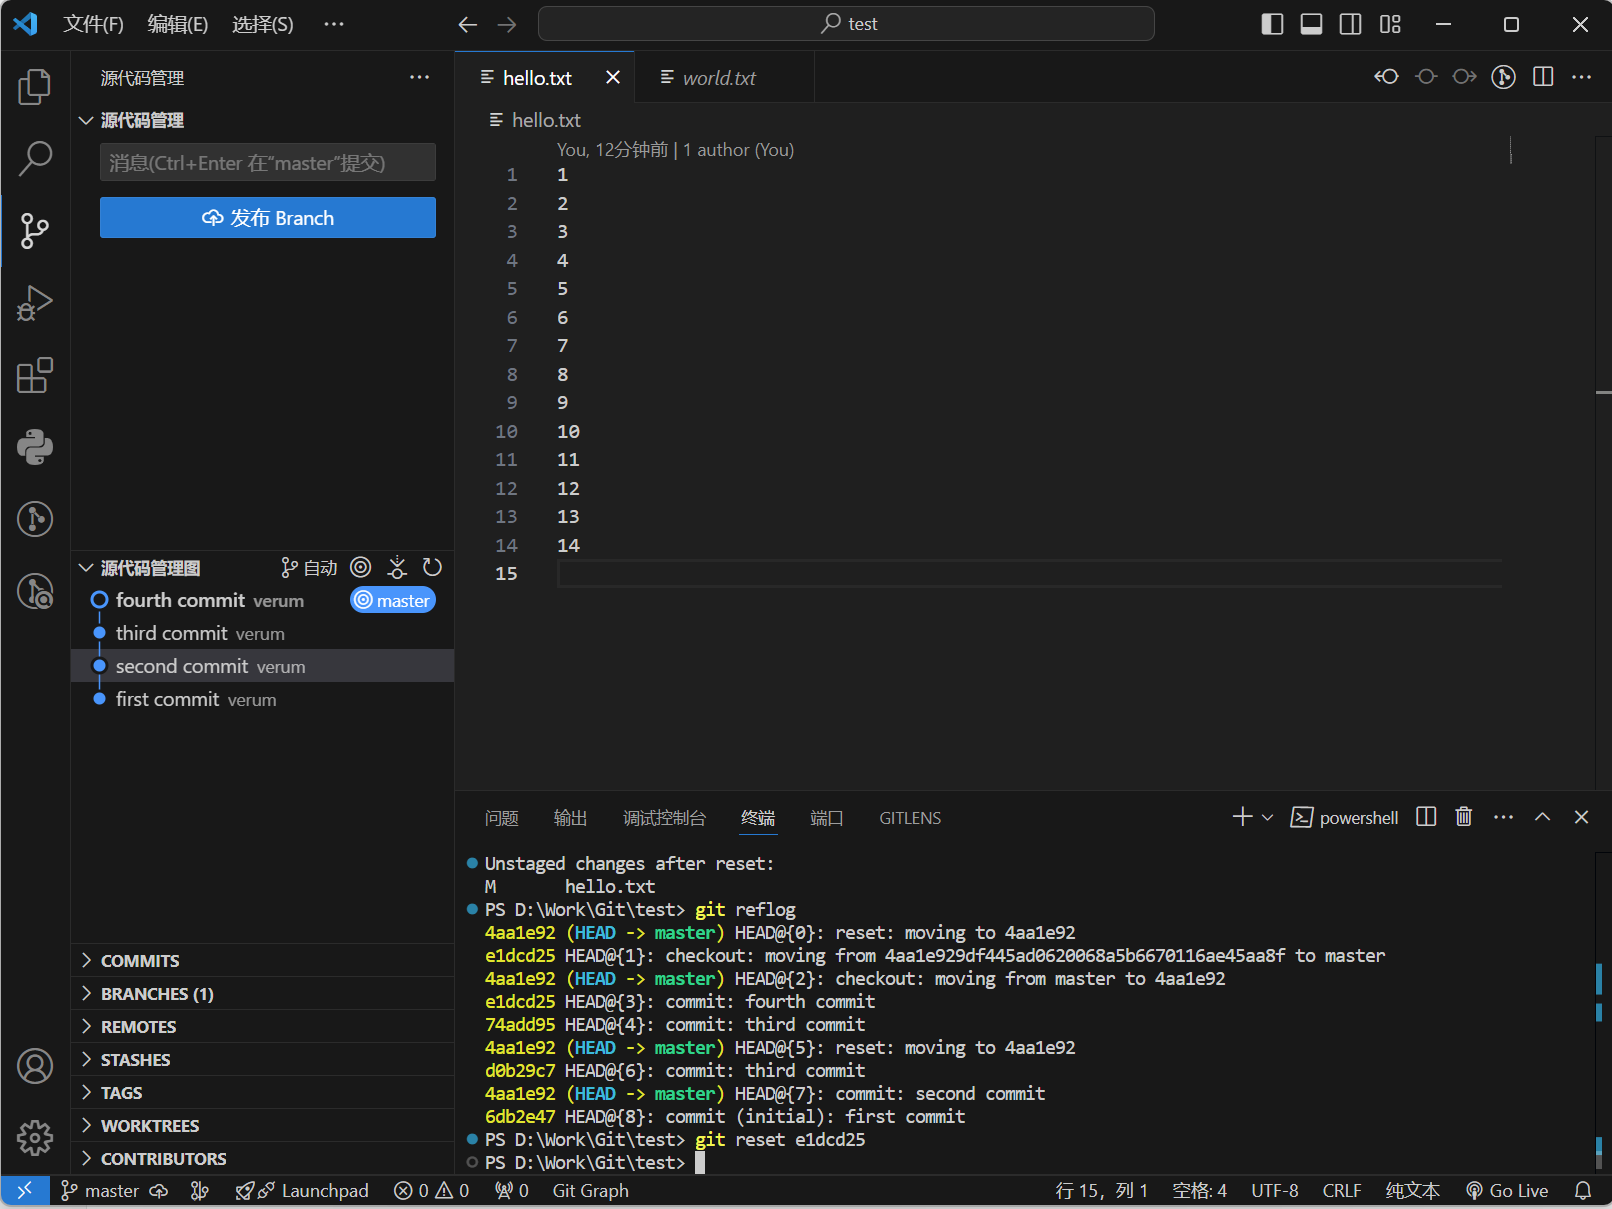 文件(F) 编辑(E) 选择(S) ··· test
源代码管理 ···
源代码管理
消息(Ctrl+Enter 在“master”提交)
发布 Branch
源代码管理图 自动
fourth commit verum master
third commit verum
second commit verum
first commit verum
COMMITS
BRANCHES (1)
REMOTES
STASHES
TAGS
WORKTREES
CONTRIBUTORS
hello.txt world.txt
hello.txt
You, 12分钟前 | 1 author (You)
1 1
2 2
3 3
4 4
5 5
6 6
7 7
8 8
9 9
10 10
11 11
12 12
13 13
14 14
15
问题 输出 调试控制台 终端 端口 GITLENS powershell
Unstaged changes after reset:
M hello.txt
PS D:\Work\Git\test> git reflog
4aa1e92 (HEAD -> master) HEAD@{0}: reset: moving to 4aa1e92
e1dcd25 HEAD@{1}: checkout: moving from 4aa1e929df445ad0620068a5b6670116ae45aa8f to master
4aa1e92 (HEAD -> master) HEAD@{2}: checkout: moving from master to 4aa1e92
e1dcd25 HEAD@{3}: commit: fourth commit
74add95 HEAD@{4}: commit: third commit
4aa1e92 (HEAD -> master) HEAD@{5}: reset: moving to 4aa1e92
d0b29c7 HEAD@{6}: commit: third commit
4aa1e92 (HEAD -> master) HEAD@{7}: commit: second commit
6db2e47 HEAD@{8}: commit (initial): first commit
PS D:\Work\Git\test> git reset e1dcd25
PS D:\Work\Git\test>
master Launchpad 0 0 0 Git Graph 行 15，列 1 空格: 4 UTF-8 CRLF 纯文本 Go Live